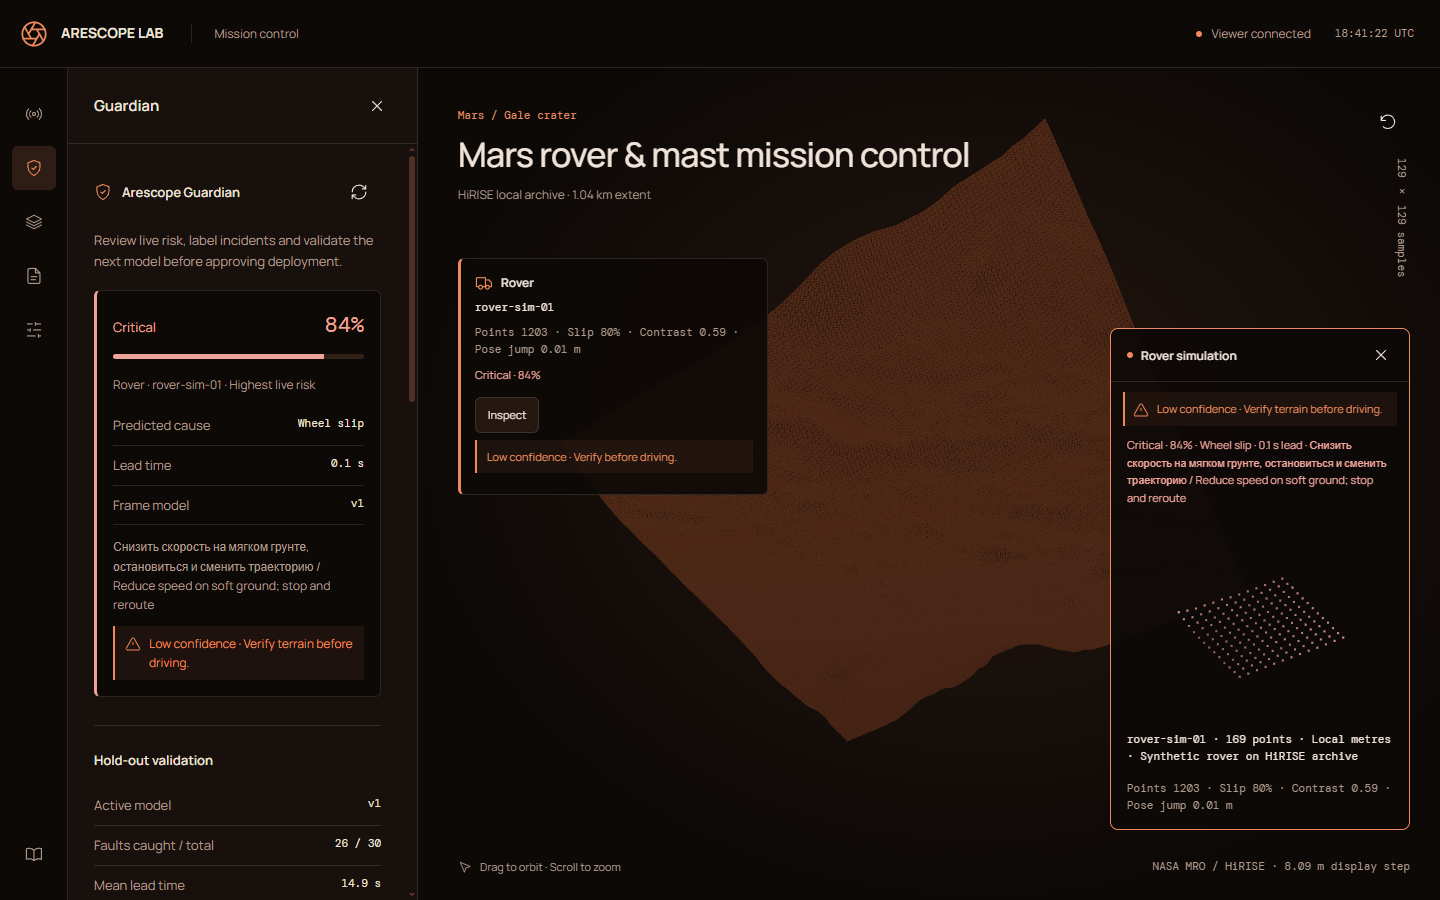 ARESCOPE LAB
Mission control
Viewer connected
18:41:22 UTC
Guardian
Arescope Guardian
Review live risk, label incidents and validate the
next model before approving deployment.
Critical
84%
Rover · rover-sim-01 · Highest live risk
Predicted cause
Wheel slip
Lead time
0.1 s
Frame model
v1
Снизить скорость на мягком грунте,
остановиться и сменить траекторию /
Reduce speed on soft ground; stop and
reroute
Low confidence · Verify terrain before
driving.
Hold-out validation
Active model
v1
Faults caught / total
26 / 30
Mean lead time
14.9 s
Mars / Gale crater
Mars rover & mast mission control
HiRISE local archive · 1.04 km extent
129 × 129 samples
Rover
rover-sim-01
Points 1203 · Slip 80% · Contrast 0.59 ·
Pose jump 0.01 m
Critical · 84%
Inspect
Low confidence · Verify before driving.
Rover simulation
Low confidence · Verify terrain before driving.
Critical · 84% · Wheel slip · 0.1 s lead · Снизить
скорость на мягком грунте, остановиться и сменить
траекторию / Reduce speed on soft ground; stop
and reroute
rover-sim-01 · 169 points · Local metres
· Synthetic rover on HiRISE archive
Points 1203 · Slip 80% · Contrast 0.59 ·
Pose jump 0.01 m
Drag to orbit · Scroll to zoom
NASA MRO / HiRISE · 8.09 m display step